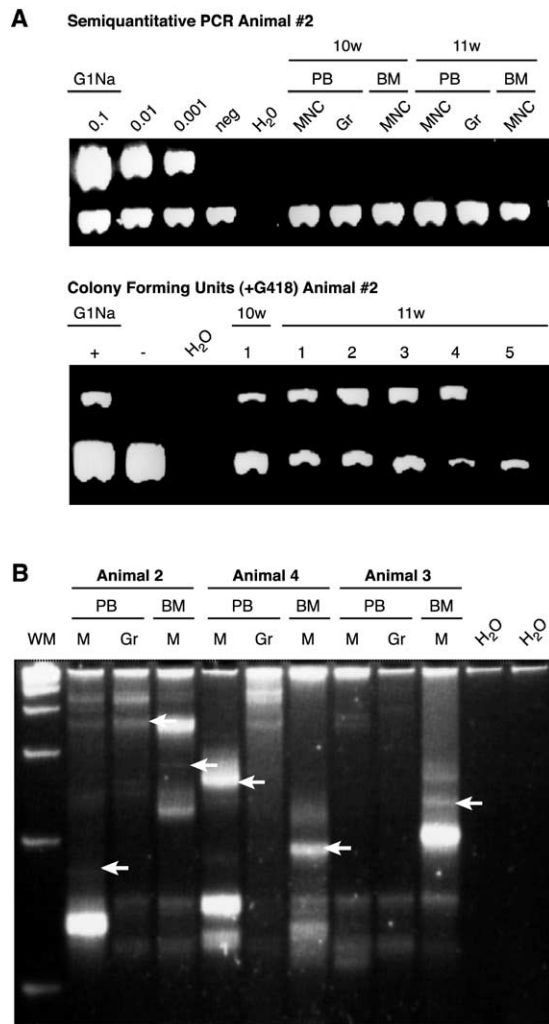 A
Semiquantitative PCR Animal #2
10w 11w
G1Na PB BM PB BM
0.1 0.01 0.001 neg H₂0 MNC Gr MNC MNC Gr MNC
Colony Forming Units (+G418) Animal #2
G1Na 10w 11w
+ - H₂O 1 1 2 3 4 5
B
Animal 2 Animal 4 Animal 3
PB BM PB BM PB BM
WM M Gr M M Gr M M Gr M H₂O H₂O